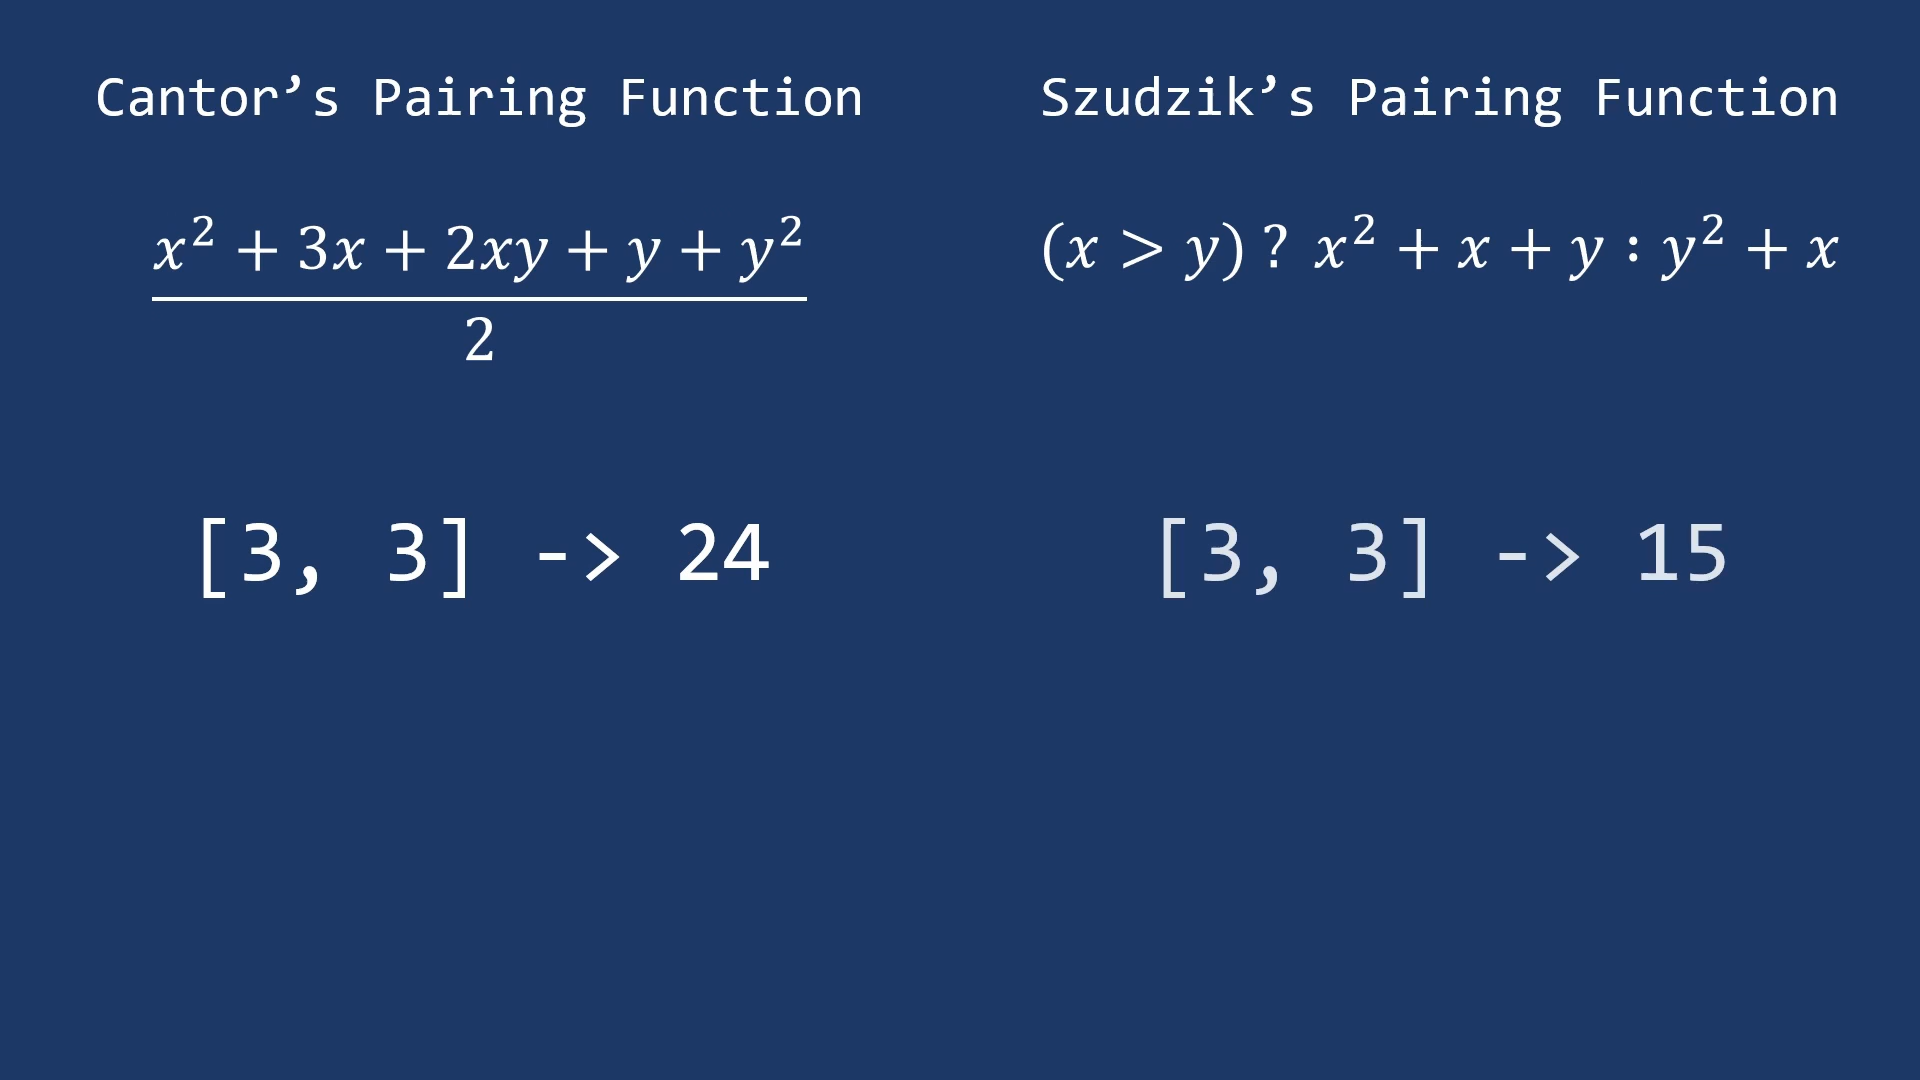 Cantor’s Pairing Function
x² + 3x + 2xy + y + y²
2
[3, 3] -> 24
Szudzik’s Pairing Function
(x > y) ? x² + x + y : y² + x
[3, 3] -> 15